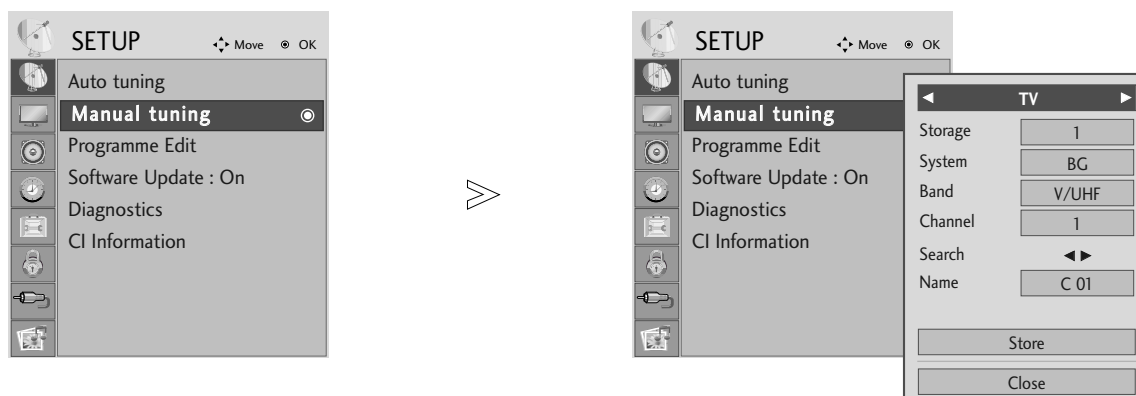 SETUP Move OK
Auto tuning
Manual tuning
Programme Edit
Software Update : On
Diagnostics
CI Information
SETUP Move OK
Auto tuning
Manual tuning
Programme Edit
Software Update : On
Diagnostics
CI Information
◄ TV ►
Storage 1
System BG
Band V/UHF
Channel 1
Search ◄ ►
Name C 01
Store
Close